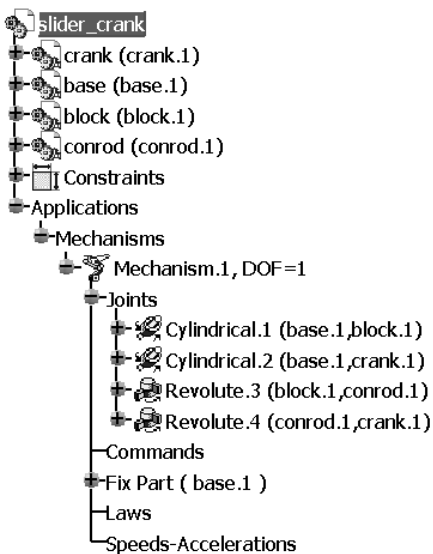 slider_crank
crank (crank.1)
base (base.1)
block (block.1)
conrod (conrod.1)
Constraints
Applications
Mechanisms
Mechanism.1, DOF=1
Joints
Cylindrical.1 (base.1,block.1)
Cylindrical.2 (base.1,crank.1)
Revolute.3 (block.1,conrod.1)
Revolute.4 (conrod.1,crank.1)
Commands
Fix Part ( base.1 )
Laws
Speeds-Accelerations